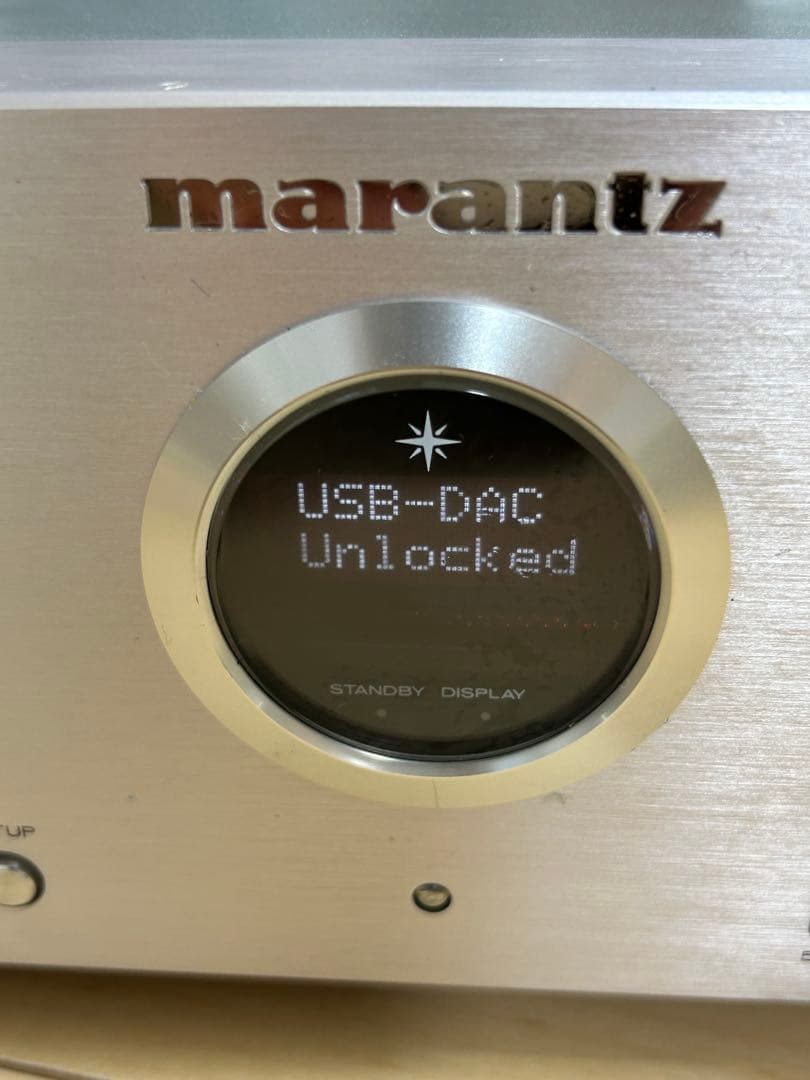 marantz
USB-DAC
Unlocked
STANDBY DISPLAY